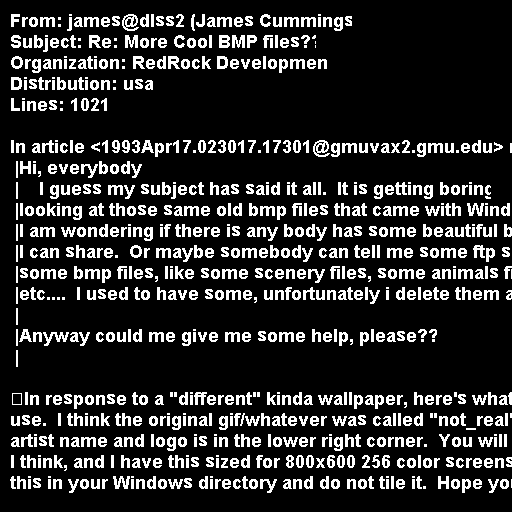 From: james@dlss2 (James Cummings
Subject: Re: More Cool BMP files??
Organization: RedRock Developmen
Distribution: usa
Lines: 1021
In article <1993Apr17.023017.17301@gmuvax2.gmu.edu>
|Hi, everybody
|    I guess my subject has said it all.  It is getting boring
|looking at those same old bmp files that came with Wind
|I am wondering if there is any body has some beautiful b
|I can share.  Or maybe somebody can tell me some ftp s
|some bmp files, like some scenery files, some animals fi
|etc....  I used to have some, unfortunately i delete them a
|
|Anyway could me give me some help, please??
|
In response to a "different" kinda wallpaper, here's what
use.  I think the original gif/whatever was called "not_real"
artist name and logo is in the lower right corner.  You will
I think, and I have this sized for 800x600 256 color screens
this in your Windows directory and do not tile it.  Hope you